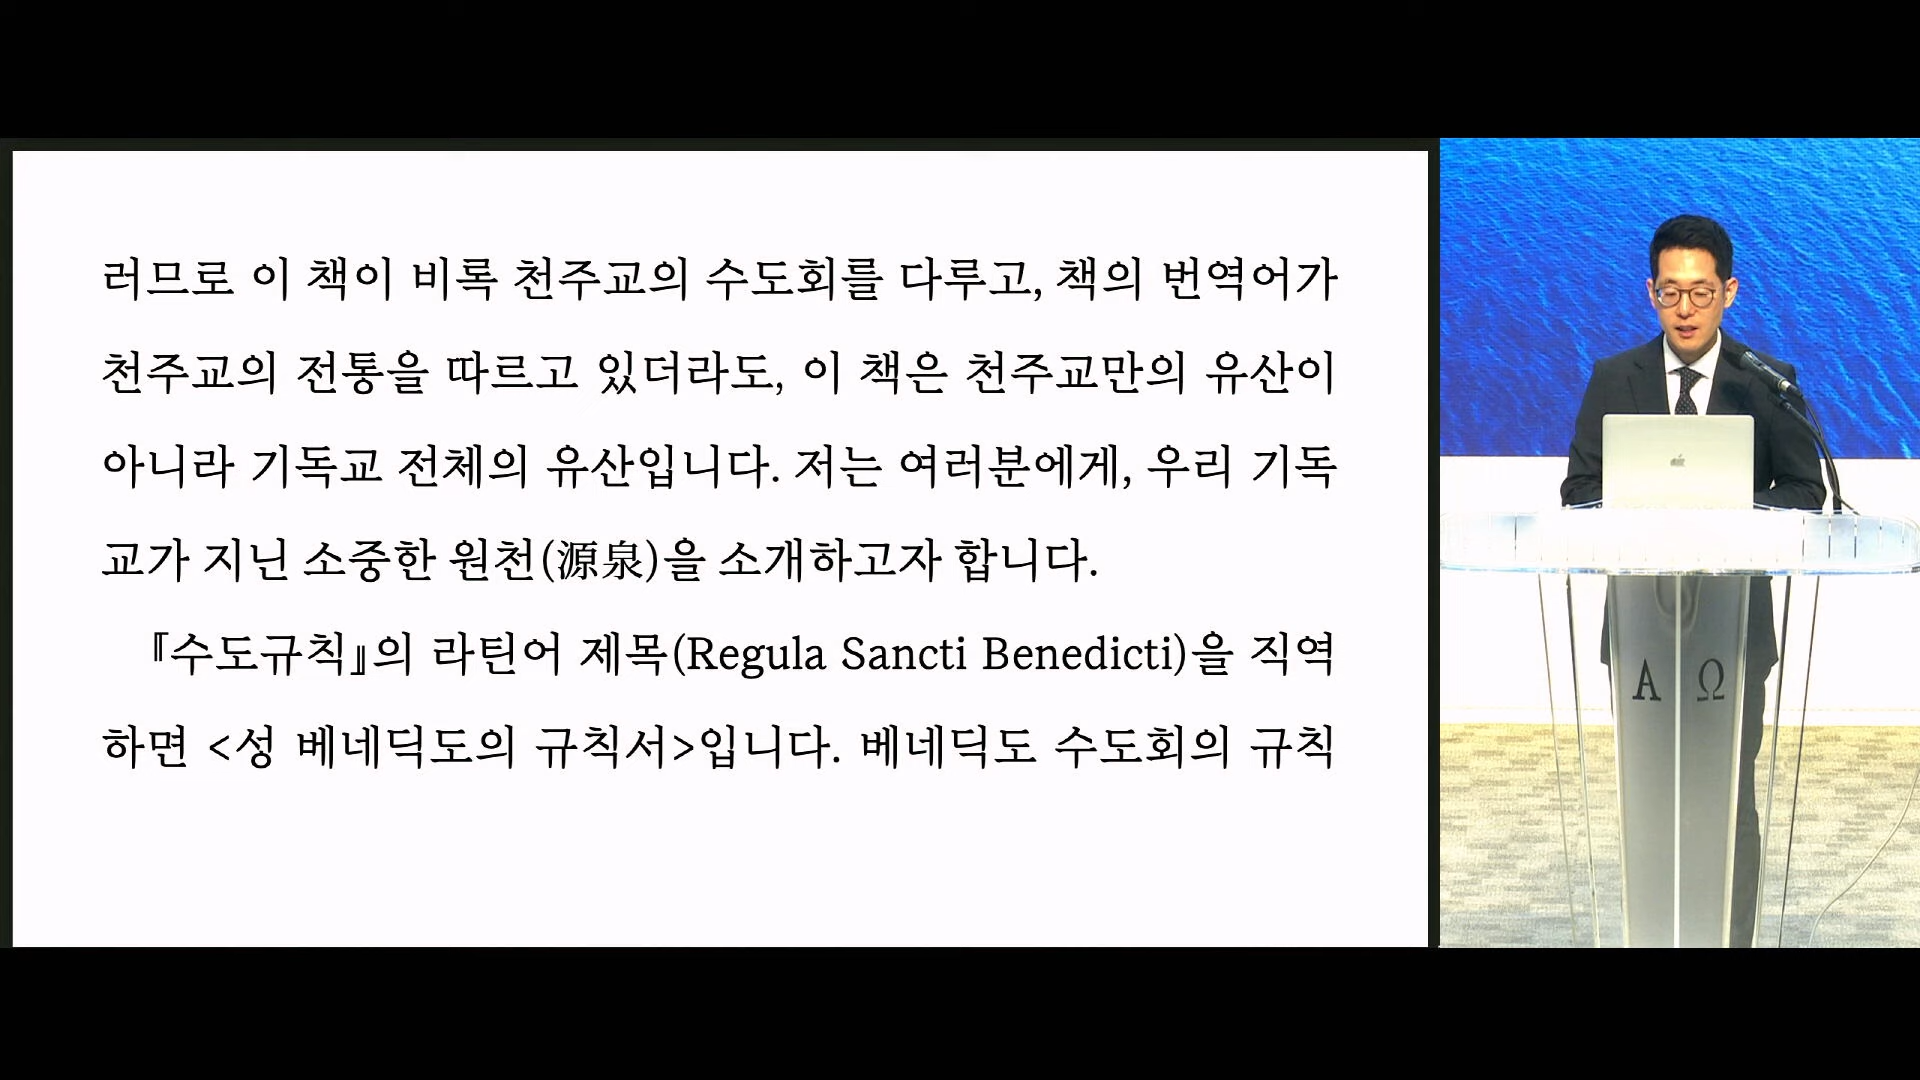 러므로 이 책이 비록 천주교의 수도회를 다루고, 책의 번역어가
천주교의 전통을 따르고 있더라도, 이 책은 천주교만의 유산이
아니라 기독교 전체의 유산입니다. 저는 여러분에게, 우리 기독
교가 지닌 소중한 원천(源泉)을 소개하고자 합니다.
『수도규칙』의 라틴어 제목(Regula Sancti Benedicti)을 직역
하면 <성 베네딕도의 규칙서>입니다. 베네딕도 수도회의 규칙
Α Ω